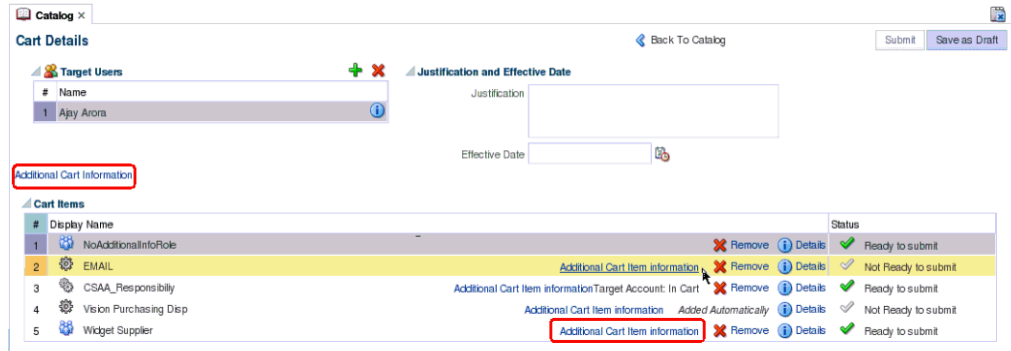 Catalog ×
Cart Details
Back To Catalog
Submit
Save as Draft
Target Users
# Name
1 Ajay Arora
Justification and Effective Date
Justification
Effective Date
Additional Cart Information
Cart Items
# Display Name Status
1 NoAdditionalInfoRole Remove Details Ready to submit
2 EMAIL Additional Cart Item information Remove Details Not Ready to submit
3 CSAA_Responsibiliy Additional Cart Item informationTarget Account: In Cart Remove Details Ready to submit
4 Vision Purchasing Disp Additional Cart Item information Added Automatically Details Not Ready to submit
5 Widget Supplier Additional Cart Item information Remove Details Ready to submit